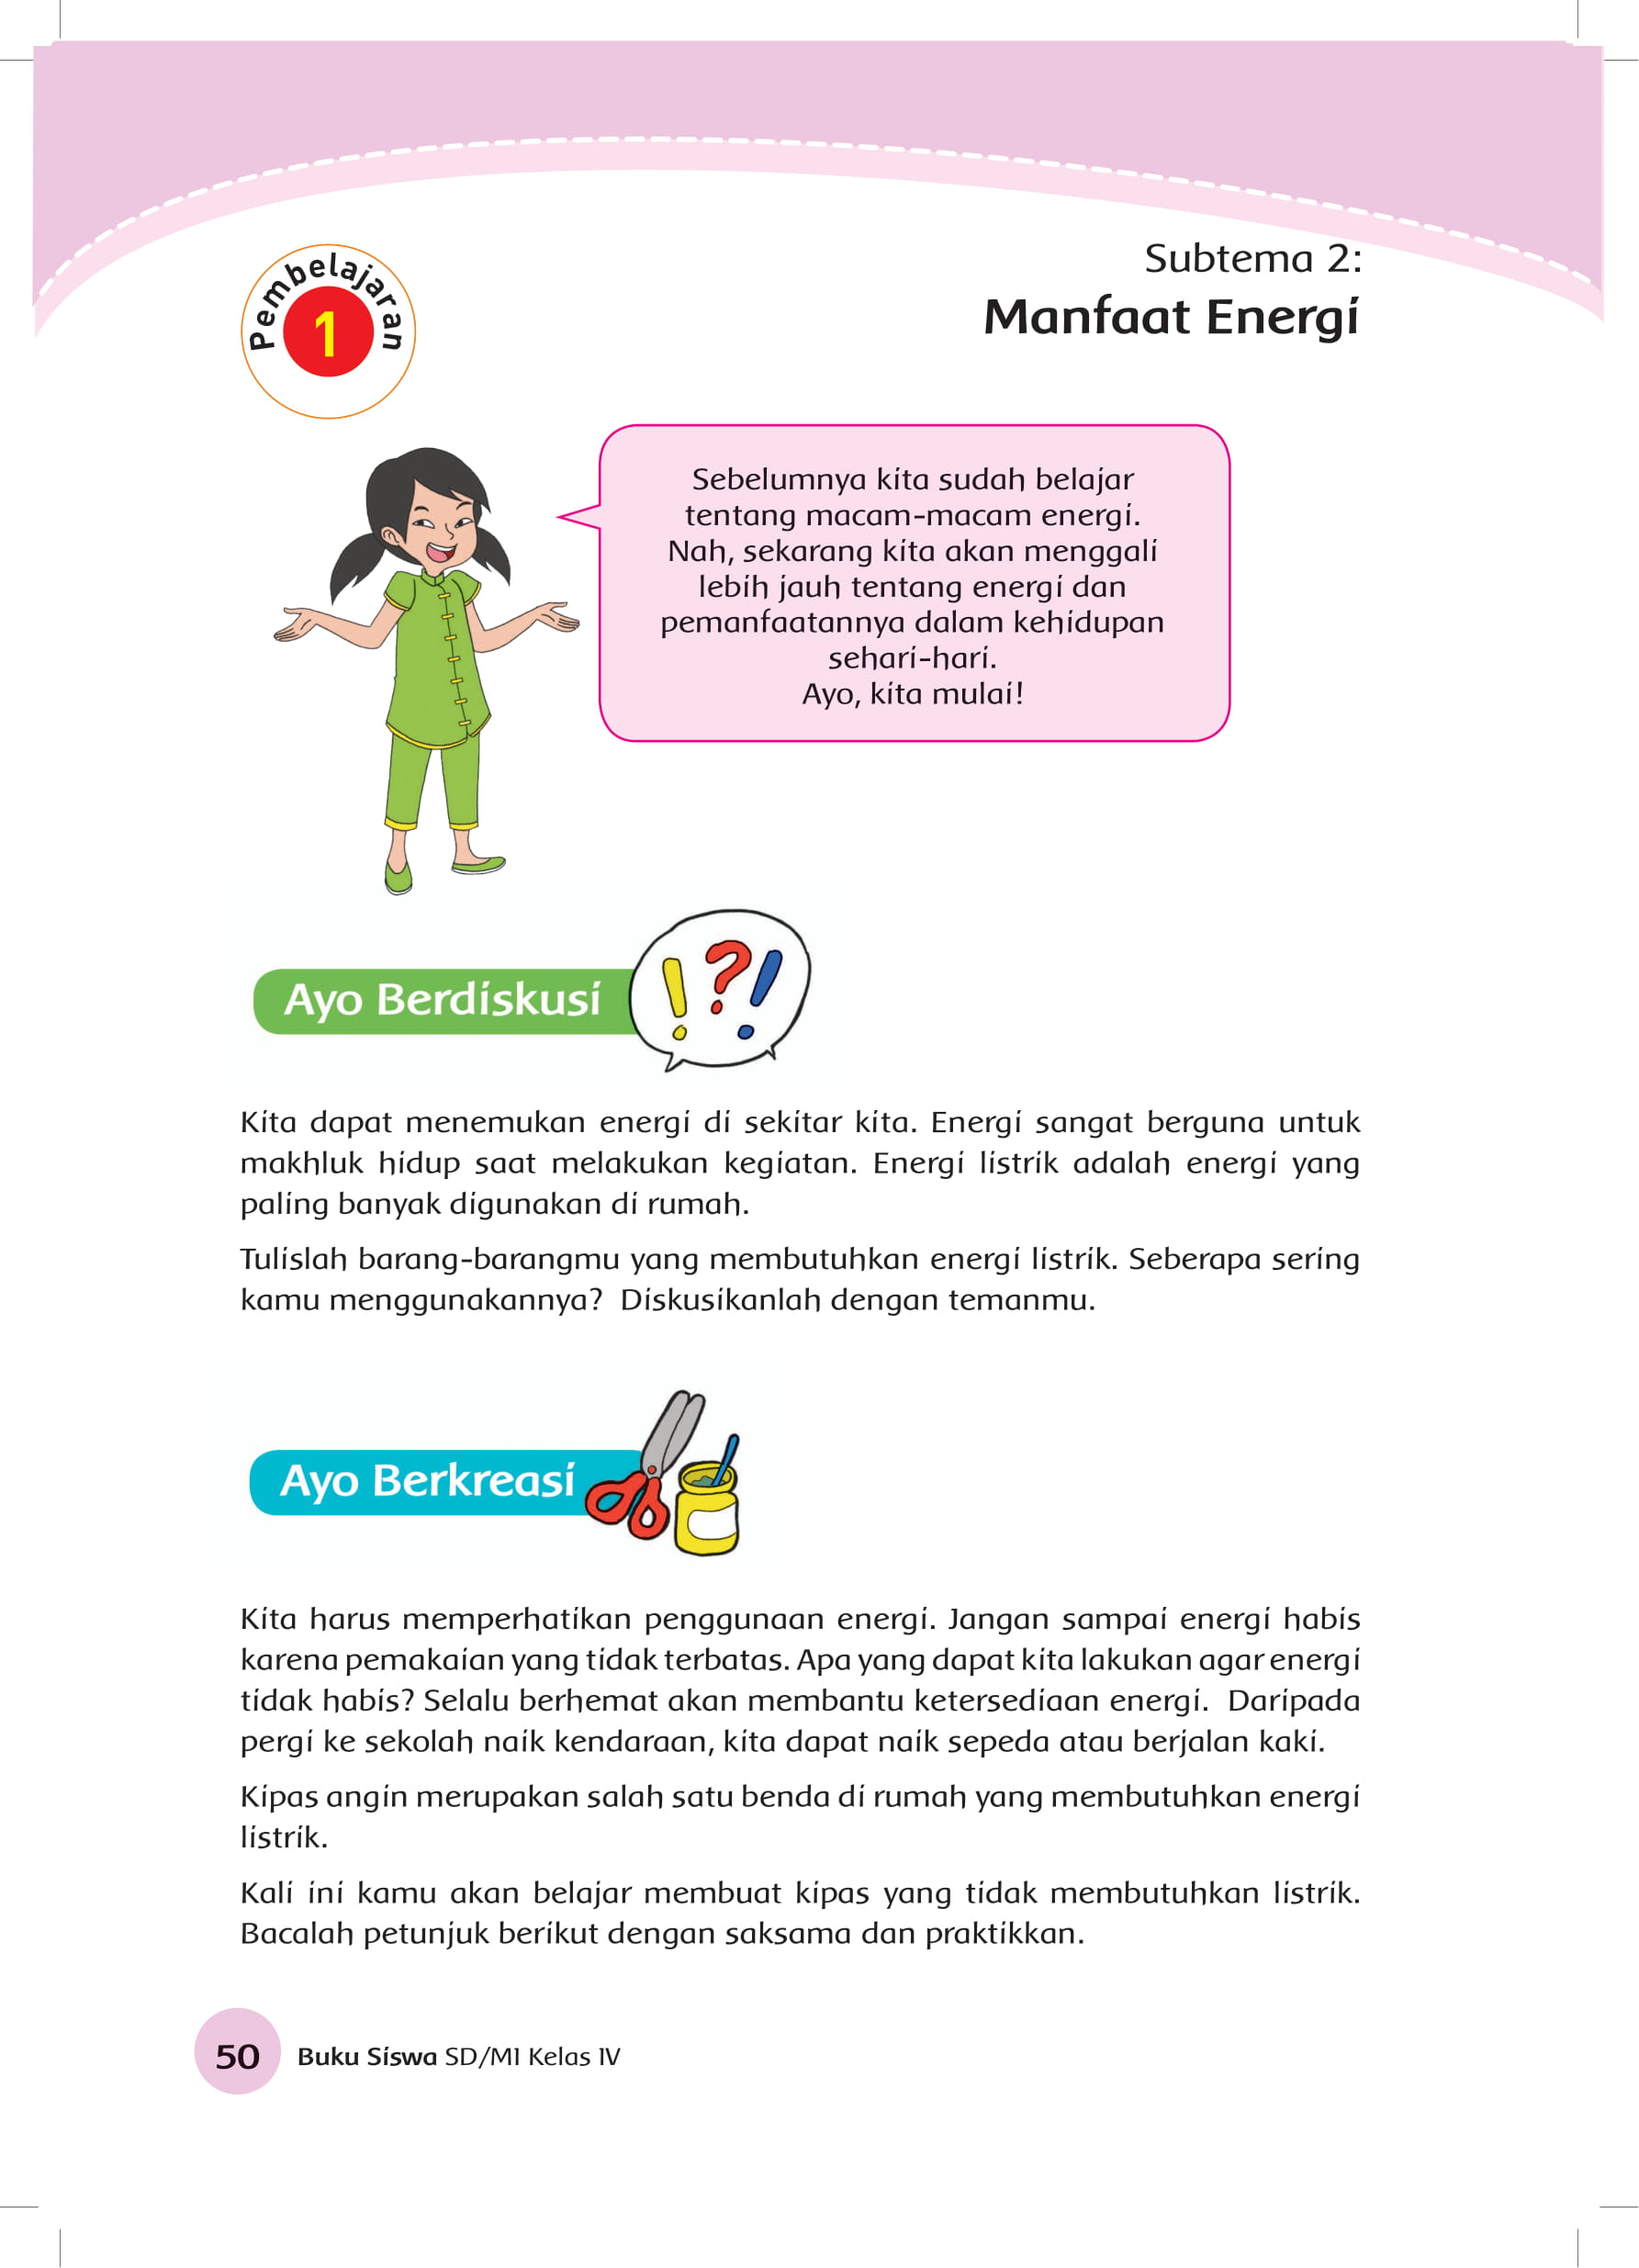 Subtema 2:
Manfaat Energi
Pembelajaran
1
Sebelumnya kita sudah belajar
tentang macam-macam energi.
Nah, sekarang kita akan menggali
lebih jauh tentang energi dan
pemanfaatannya dalam kehidupan
sehari-hari.
Ayo, kita mulai!
Ayo Berdiskusi
!?!
Kita dapat menemukan energi di sekitar kita. Energi sangat berguna untuk
makhluk hidup saat melakukan kegiatan. Energi listrik adalah energi yang
paling banyak digunakan di rumah.
Tulislah barang-barangmu yang membutuhkan energi listrik. Seberapa sering
kamu menggunakannya? Diskusikanlah dengan temanmu.
Ayo Berkreasi
Kita harus memperhatikan penggunaan energi. Jangan sampai energi habis
karena pemakaian yang tidak terbatas. Apa yang dapat kita lakukan agar energi
tidak habis? Selalu berhemat akan membantu ketersediaan energi. Daripada
pergi ke sekolah naik kendaraan, kita dapat naik sepeda atau berjalan kaki.
Kipas angin merupakan salah satu benda di rumah yang membutuhkan energi
listrik.
Kali ini kamu akan belajar membuat kipas yang tidak membutuhkan listrik.
Bacalah petunjuk berikut dengan saksama dan praktikkan.
50 Buku Siswa SD/MI Kelas IV